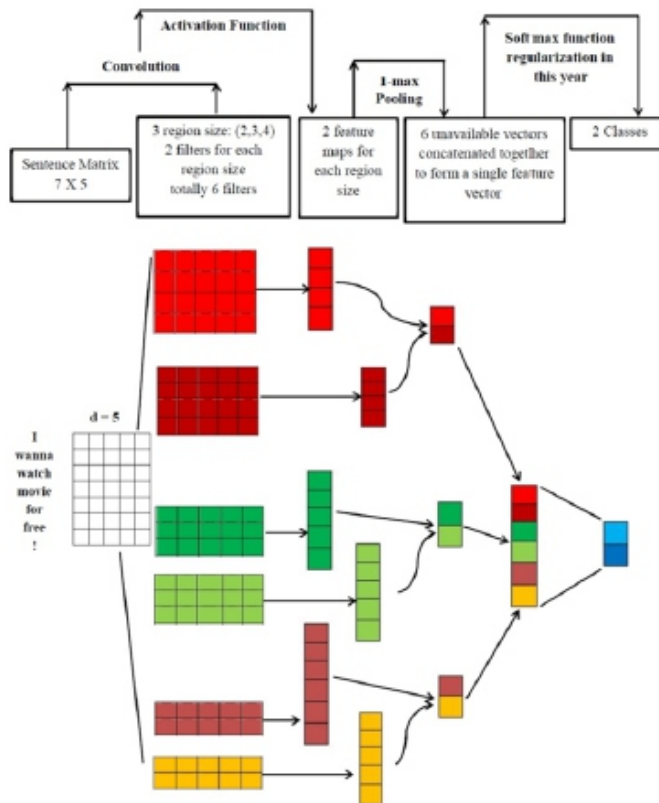 Activation Function
Soft max function
regularization in
this year
Convolution
1-max
Pooling
Sentence Matrix
7 X 5
3 region size: (2,3,4)
2 filters for each
region size
totally 6 filters
2 feature
maps for
each region
size
6 unavailable vectors
concatenated together
to form a single feature
vector
2 Classes
d = 5
I
wanna
watch
movie
for
free
!